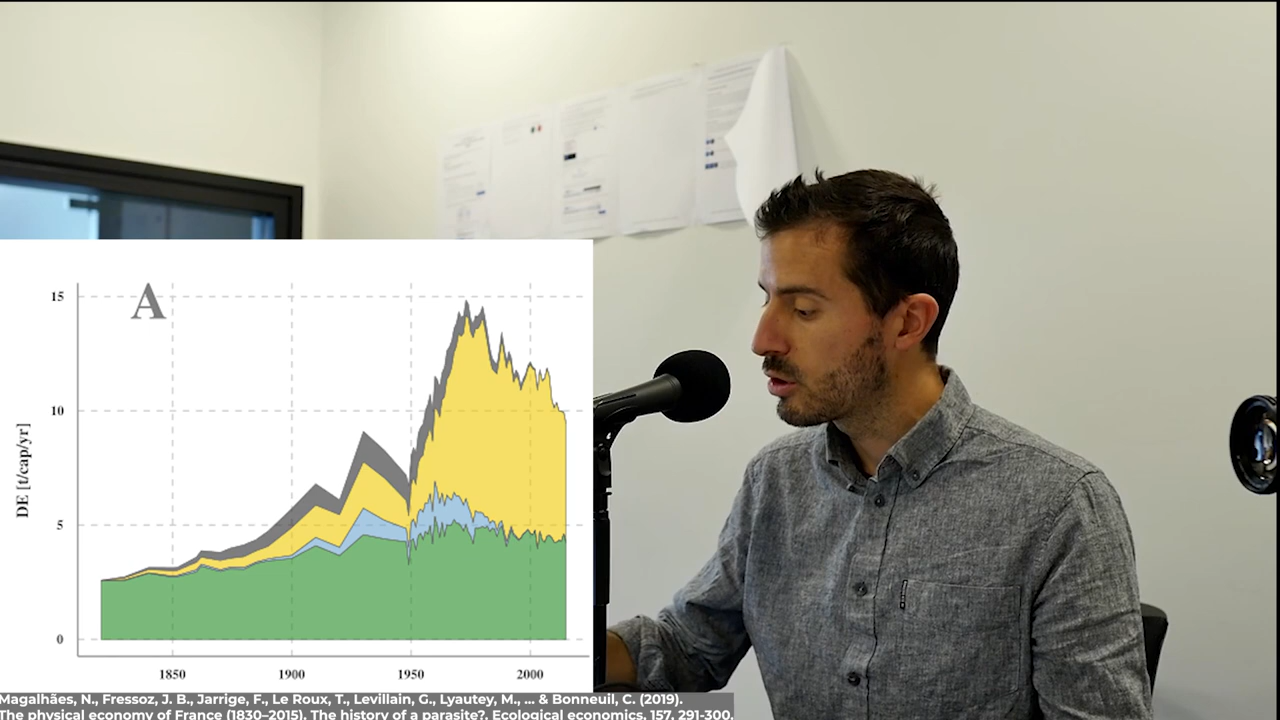 A
15
10
5
0
DE [t/cap/yr]
1850 1900 1950 2000
Magalhães, N., Fressoz, J. B., Jarrige, F., Le Roux, T., Levillain, G., Lyautey, M., ... & Bonneuil, C. (2019).
The physical economy of France (1830–2015). The history of a parasite?. Ecological economics, 157, 291-300.